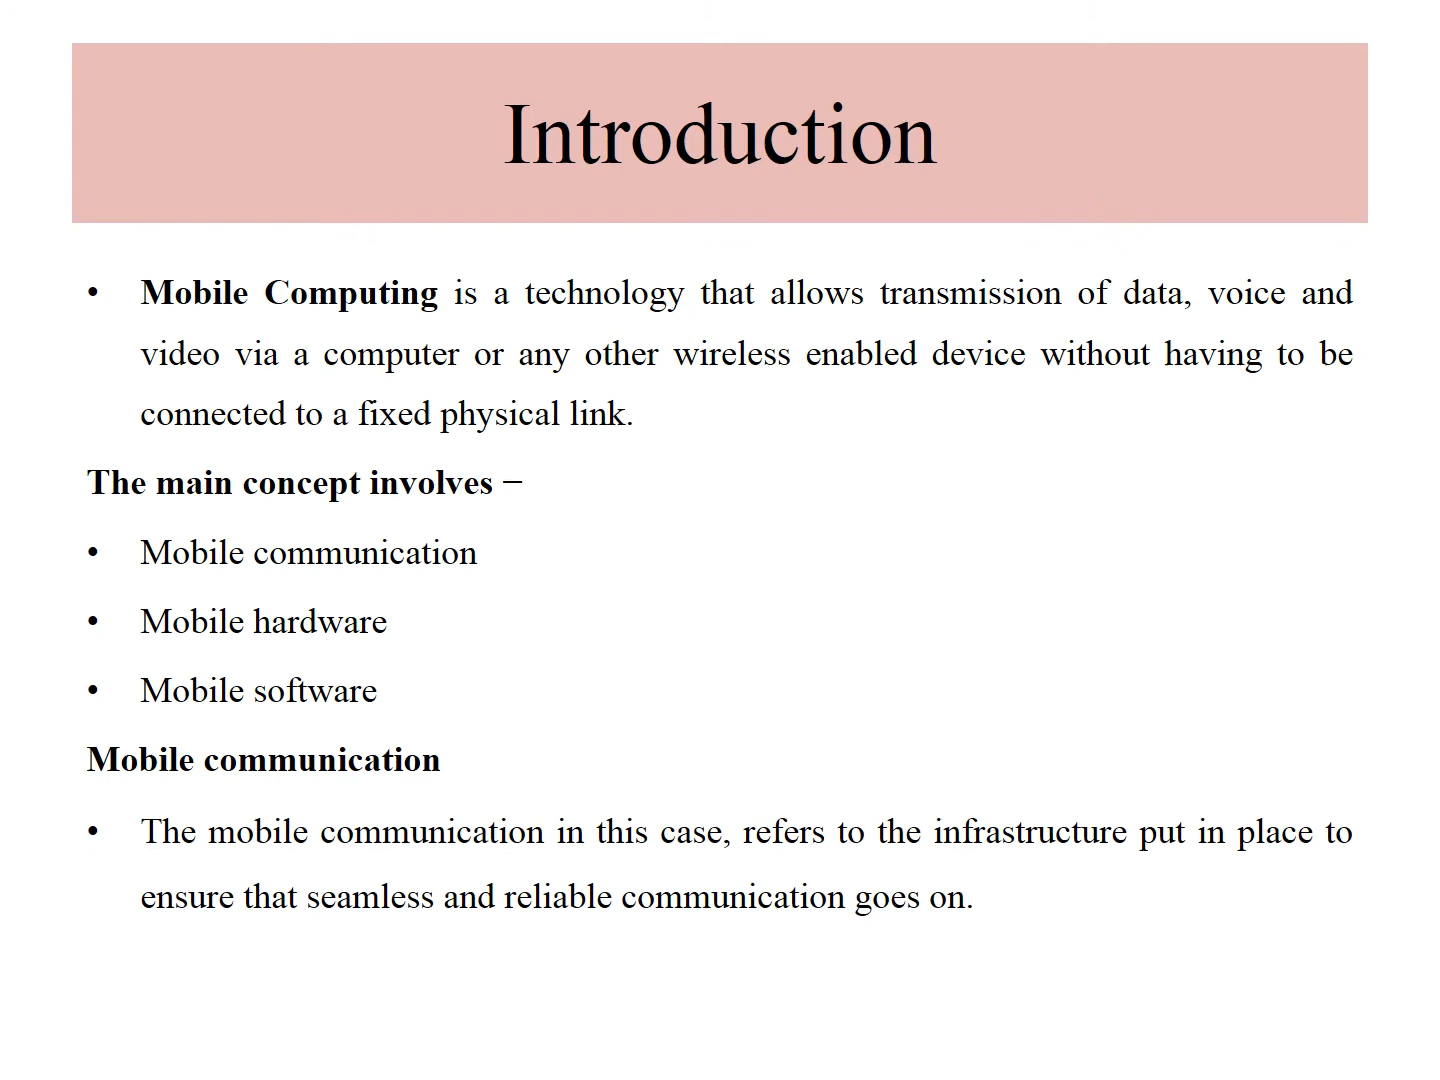 Introduction
• Mobile Computing is a technology that allows transmission of data, voice and
video via a computer or any other wireless enabled device without having to be
connected to a fixed physical link.
The main concept involves −
• Mobile communication
• Mobile hardware
• Mobile software
Mobile communication
• The mobile communication in this case, refers to the infrastructure put in place to
ensure that seamless and reliable communication goes on.